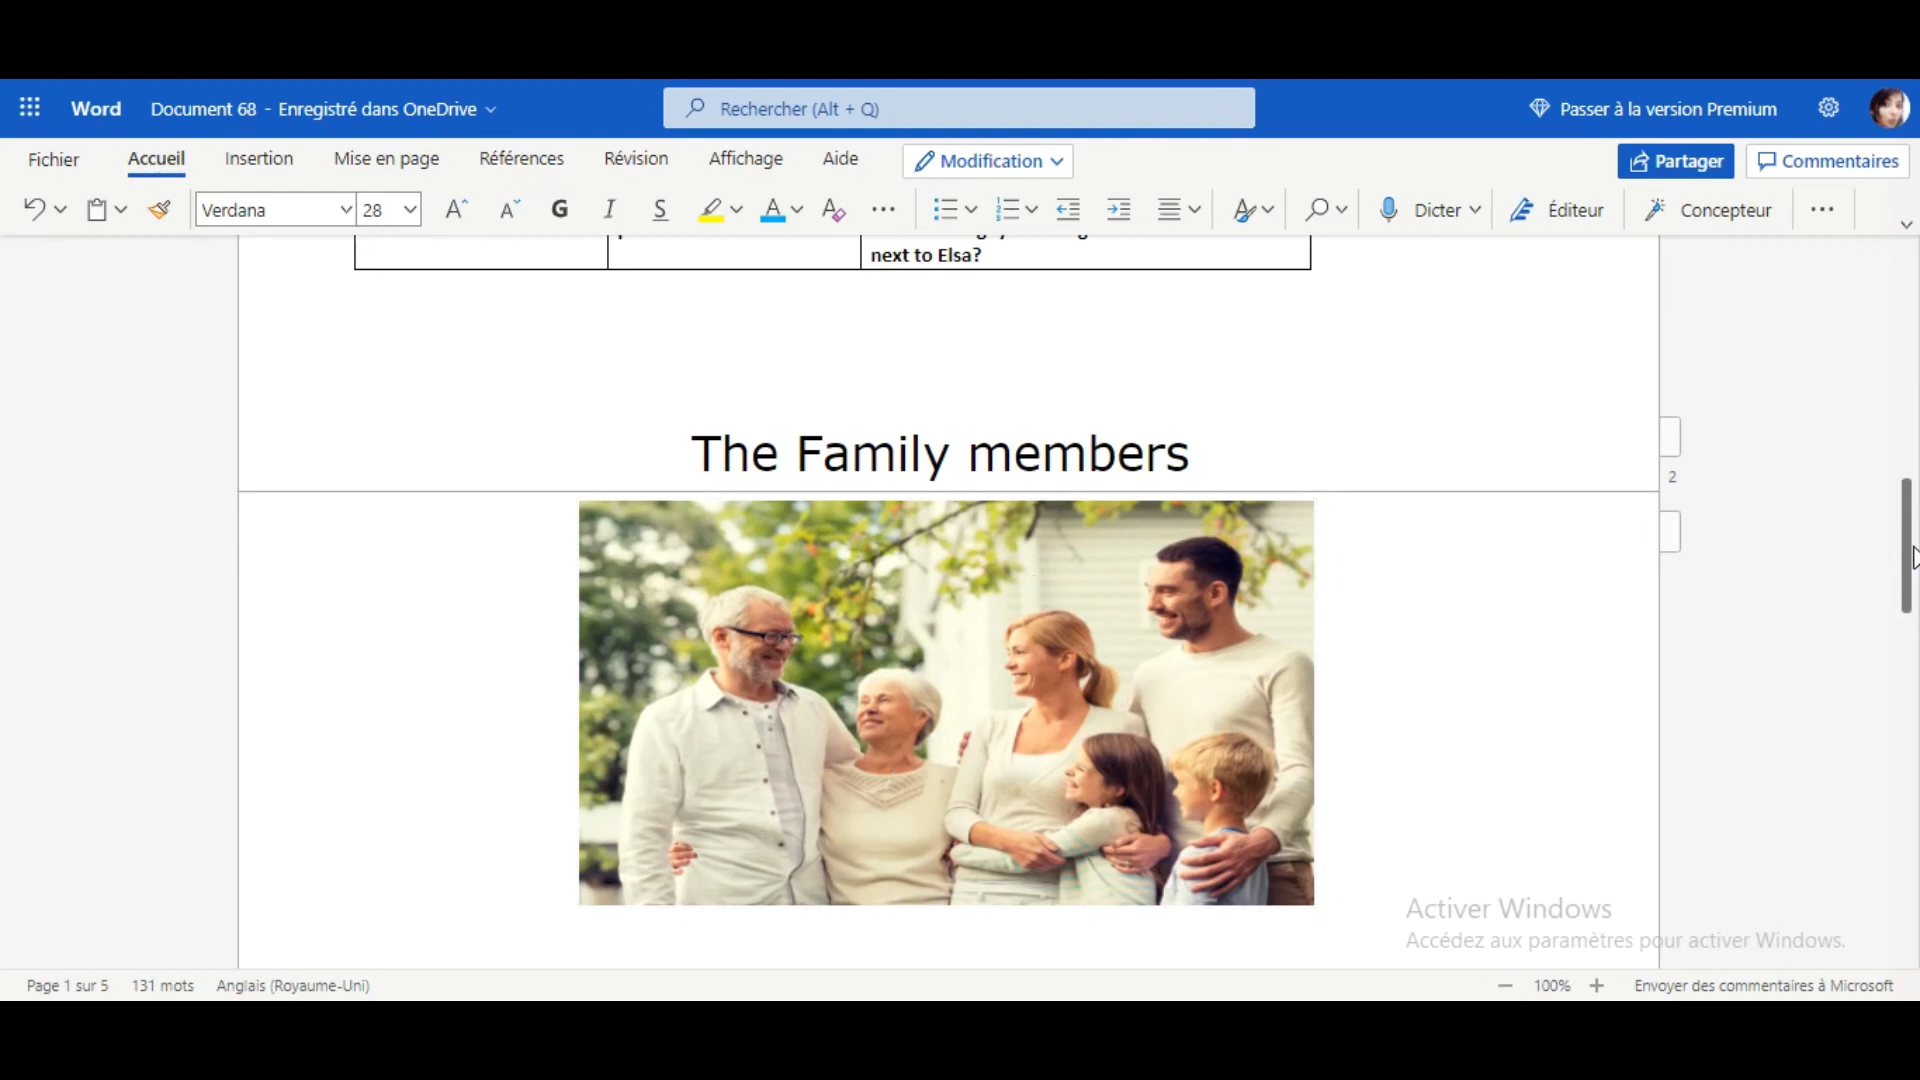 Word Document 68 - Enregistré dans OneDrive
Rechercher (Alt + Q)
Passer à la version Premium
Fichier Accueil Insertion Mise en page Références Révision Affichage Aide
Modification
Partager
Commentaires
Verdana 28 G I S Dicter Éditeur Concepteur
next to Elsa?
The Family members
2
Activer Windows
Accédez aux paramètres pour activer Windows.
Page 1 sur 5 131 mots Anglais (Royaume-Uni)
100% Envoyer des commentaires à Microsoft